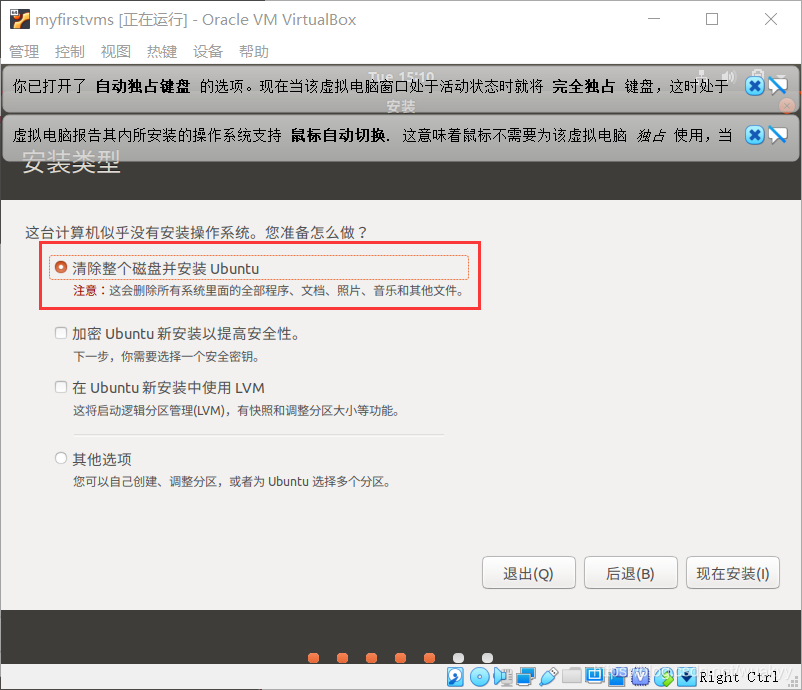 myfirstvms [正在运行] - Oracle VM VirtualBox
管理 控制 视图 热键 设备 帮助
Tue 15:10
你已打开了 自动独占键盘 的选项。现在当该虚拟电脑窗口处于活动状态时就将 完全独占 键盘，这时处于
安装
虚拟电脑报告其内所安装的操作系统支持 鼠标自动切换. 这意味着鼠标不需要为该虚拟电脑 独占 使用，当
安装类型
这台计算机似乎没有安装操作系统。您准备怎么做？
清除整个磁盘并安装 Ubuntu
注意：这会删除所有系统里面的全部程序、文档、照片、音乐和其他文件。
加密 Ubuntu 新安装以提高安全性。
下一步，你需要选择一个安全密钥。
在 Ubuntu 新安装中使用 LVM
这将启动逻辑分区管理(LVM)，有快照和调整分区大小等功能。
其他选项
您可以自己创建、调整分区，或者为 Ubuntu 选择多个分区。
退出(Q) 后退(B) 现在安装(I)
Right Ctrl